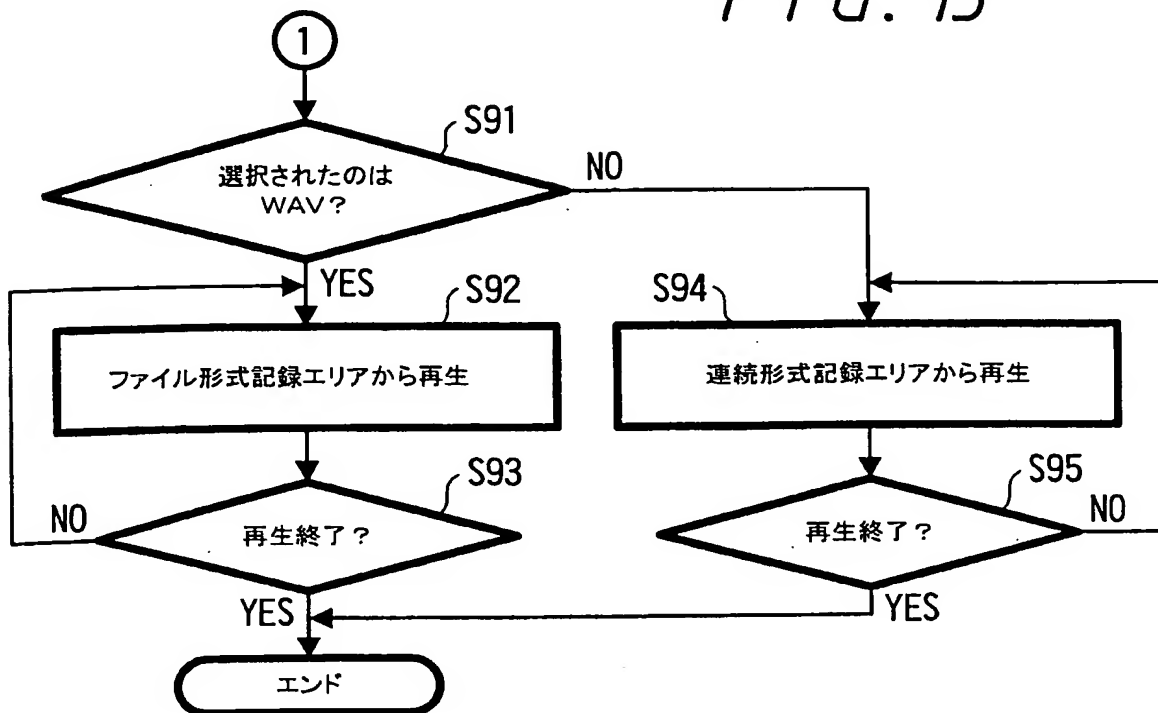 FIG.
1
S91
選択されたのは
WAV?
NO
YES
S92
S94
ファイル形式記録エリアから再生
連続形式記録エリアから再生
S93
S95
NO
再生終了?
再生終了?
NO
YES
YES
エンド